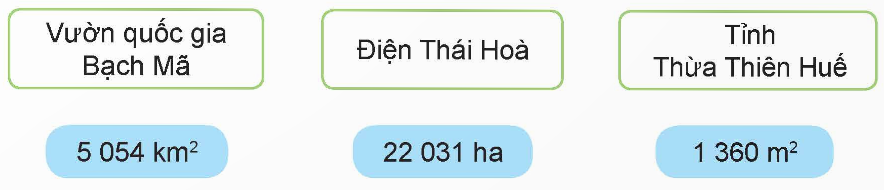 Vườn quốc gia
Bạch Mã
Điện Thái Hoà
Tỉnh
Thừa Thiên Huế
5 054 km²
22 031 ha
1 360 m²